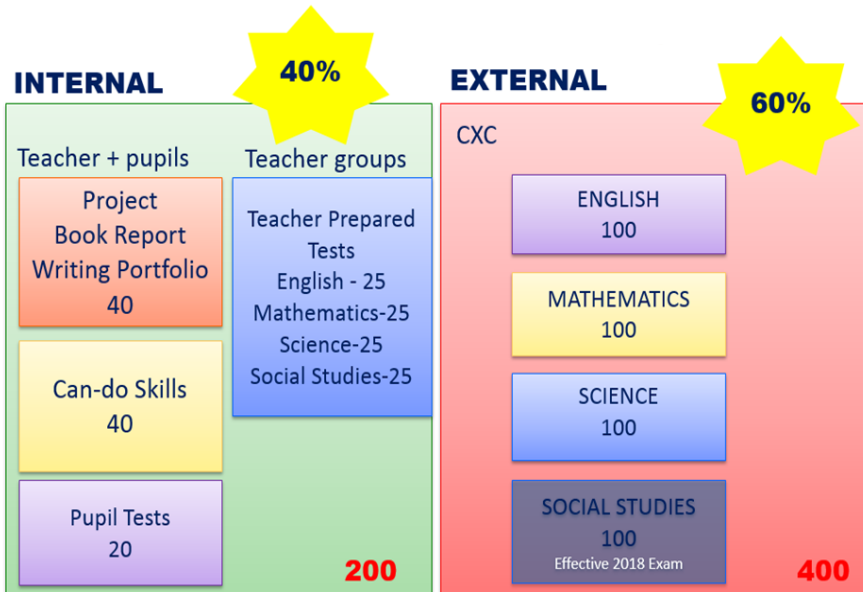 INTERNAL
40%
Teacher + pupils
Project
Book Report
Writing Portfolio
40
Can-do Skills
40
Pupil Tests
20
Teacher groups
Teacher Prepared
Tests
English - 25
Mathematics-25
Science-25
Social Studies-25
200
EXTERNAL
60%
CXC
ENGLISH
100
MATHEMATICS
100
SCIENCE
100
SOCIAL STUDIES
100
Effective 2018 Exam
400